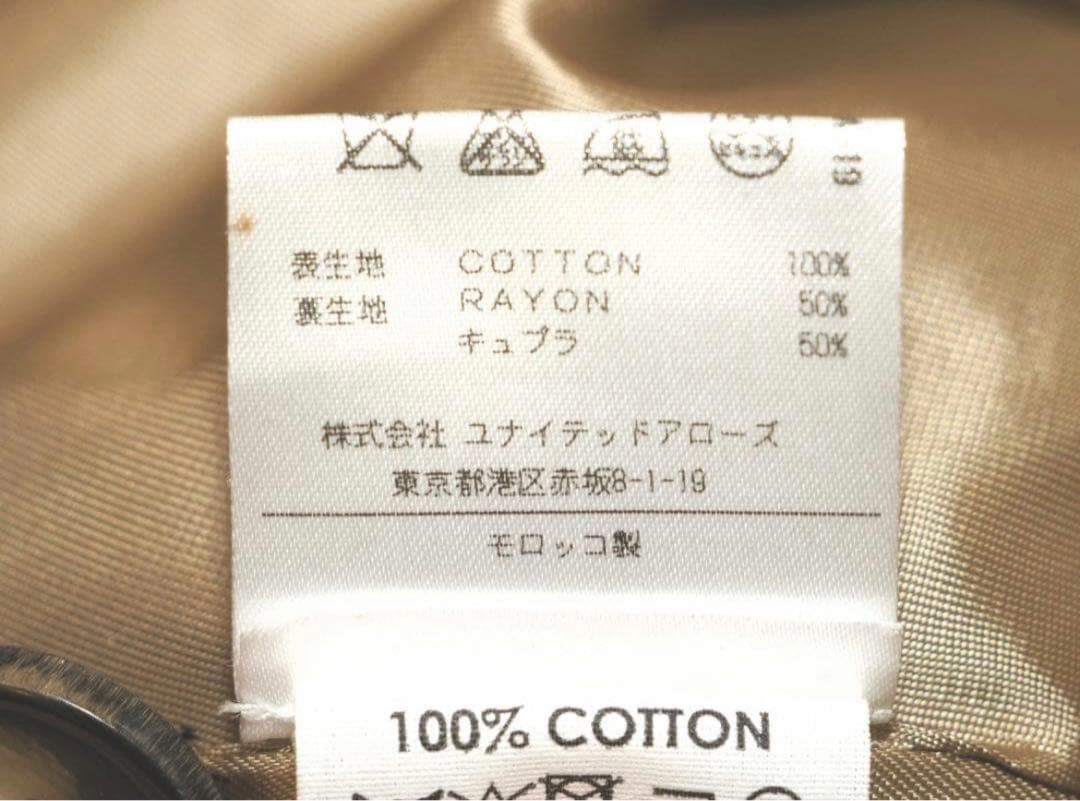 表生地 COTTON 100%
裏生地 RAYON 50%
キュプラ 50%
株式会社 ユナイテッドアローズ
東京都港区赤坂8-1-19
モロッコ製
100% COTTON